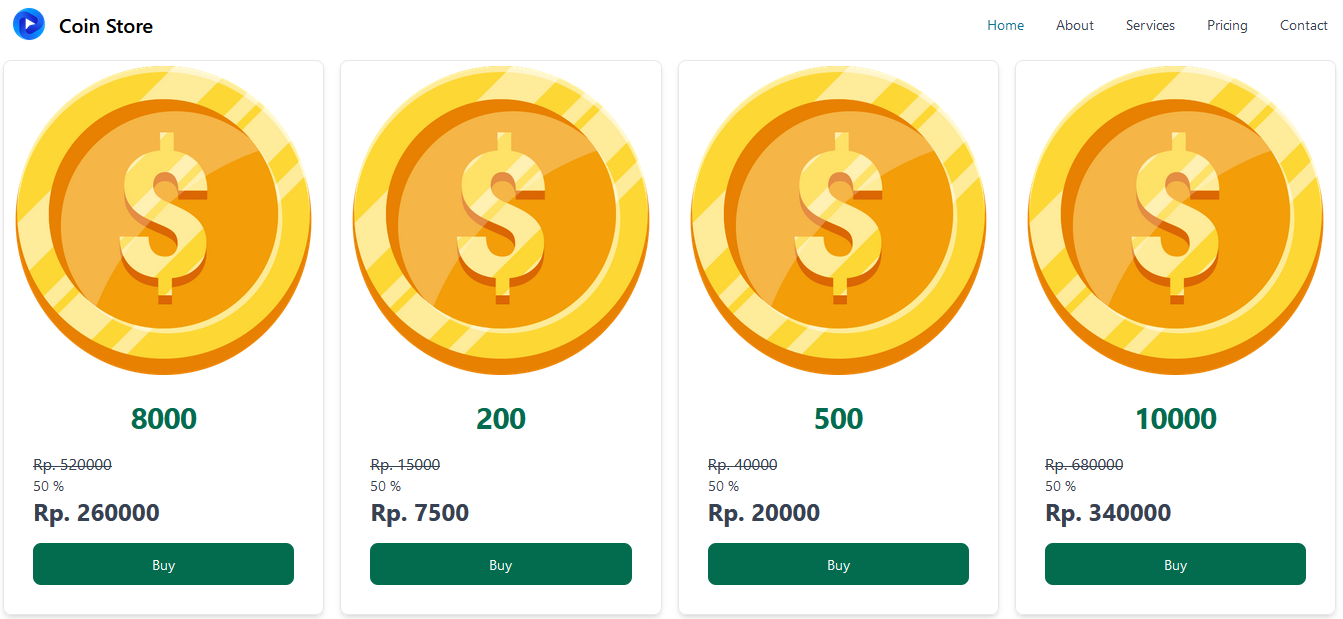 Coin Store
Home About Services Pricing Contact
8000
Rp. 520000
50 %
Rp. 260000
Buy
200
Rp. 15000
50 %
Rp. 7500
Buy
500
Rp. 40000
50 %
Rp. 20000
Buy
10000
Rp. 680000
50 %
Rp. 340000
Buy